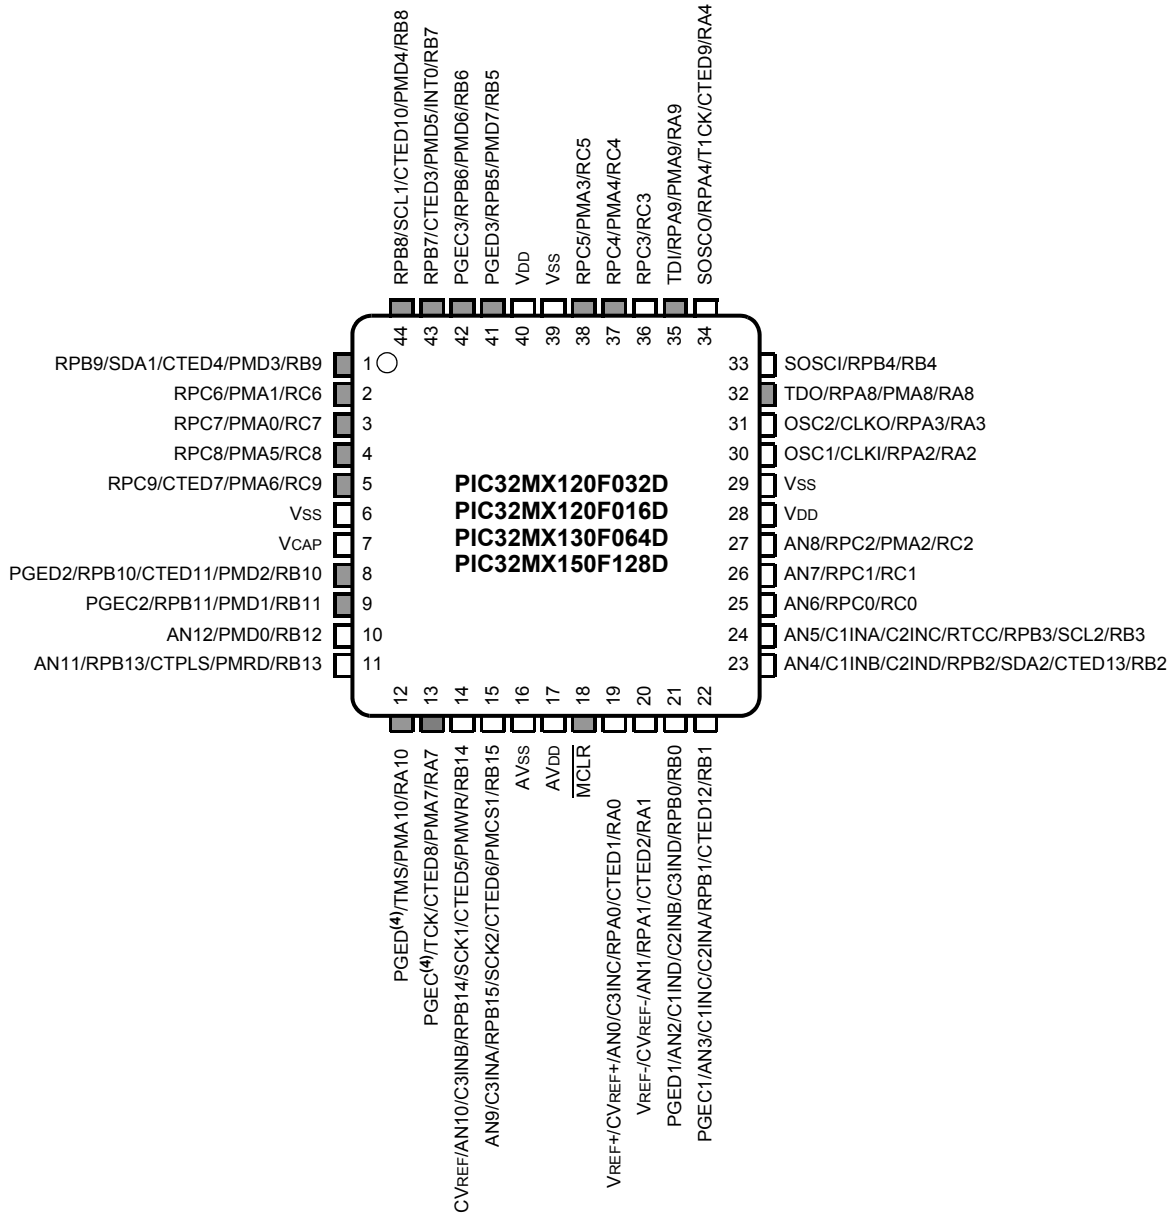 RPB8/SCL1/CTED10/PMD4/RB8
RPB7/CTED3/PMD5/INT0/RB7
PGEC3/RPB6/PMD6/RB6
PGED3/RPB5/PMD7/RB5
VDD
VSS
RPC5/PMA3/RC5
RPC4/PMA4/RC4
RPC3/RC3
TDI/RPA9/PMA9/RA9
SOSCO/RPA4/T1CK/CTED9/RA4
44 43 42 41 40 39 38 37 36 35 34
RPB9/SDA1/CTED4/PMD3/RB9 1
RPC6/PMA1/RC6 2
RPC7/PMA0/RC7 3
RPC8/PMA5/RC8 4
RPC9/CTED7/PMA6/RC9 5
VSS 6
VCAP 7
PGED2/RPB10/CTED11/PMD2/RB10 8
PGEC2/RPB11/PMD1/RB11 9
AN12/PMD0/RB12 10
AN11/RPB13/CTPLS/PMRD/RB13 11
PIC32MX120F032D
PIC32MX120F016D
PIC32MX130F064D
PIC32MX150F128D
33 SOSCI/RPB4/RB4
32 TDO/RPA8/PMA8/RA8
31 OSC2/CLKO/RPA3/RA3
30 OSC1/CLKI/RPA2/RA2
29 VSS
28 VDD
27 AN8/RPC2/PMA2/RC2
26 AN7/RPC1/RC1
25 AN6/RPC0/RC0
24 AN5/C1INA/C2INC/RTCC/RPB3/SCL2/RB3
23 AN4/C1INB/C2IND/RPB2/SDA2/CTED13/RB2
12 13 14 15 16 17 18 19 20 21 22
PGED(4)/TMS/PMA10/RA10
PGEC(4)/TCK/CTED8/PMA7/RA7
CVREF/AN10/C3INB/RPB14/SCK1/CTED5/PMWR/RB14
AN9/C3INA/RPB15/SCK2/CTED6/PMCS1/RB15
AVSS
AVDD
MCLR
VREF+/CVREF+/AN0/C3INC/RPA0/CTED1/RA0
VREF-/CVREF-/AN1/RPA1/CTED2/RA1
PGED1/AN2/C1IND/C2INB/C3IND/RPB0/RB0
PGEC1/AN3/C1INC/C2INA/RPB1/CTED12/RB1